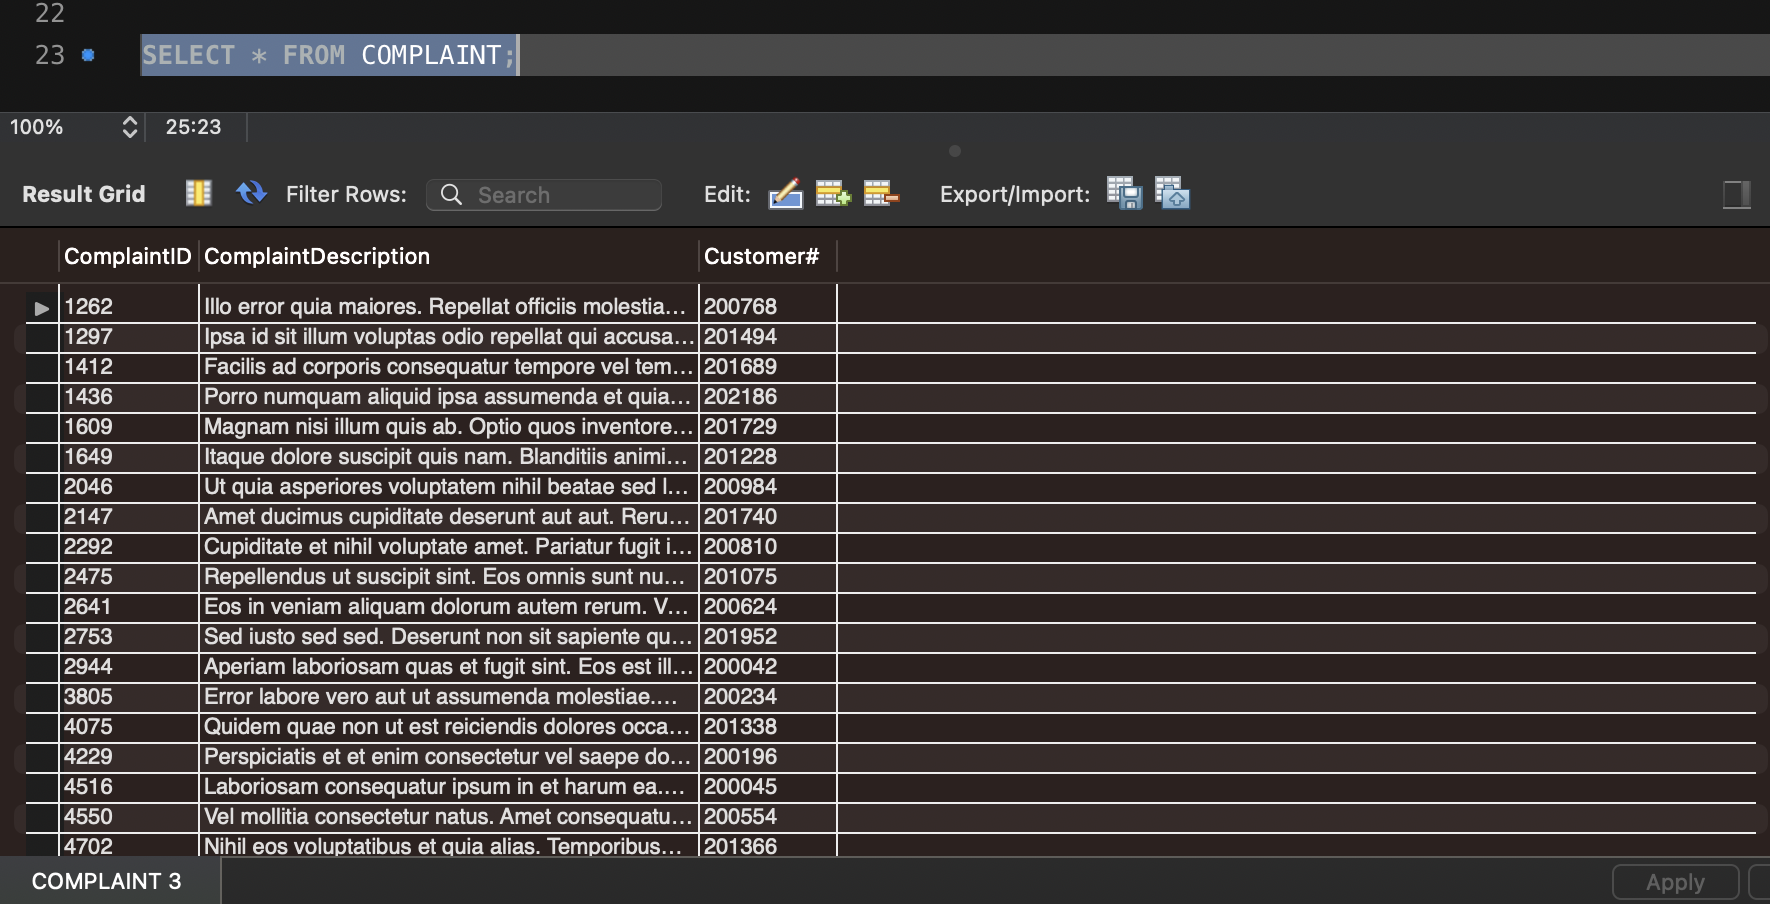 22
23 SELECT * FROM COMPLAINT;
100% 25:23
Result Grid Filter Rows: Search Edit: Export/Import:
ComplaintID ComplaintDescription Customer#
1262 Illo error quia maiores. Repellat officiis molestia... 200768
1297 Ipsa id sit illum voluptas odio repellat qui accusa... 201494
1412 Facilis ad corporis consequatur tempore vel tem... 201689
1436 Porro numquam aliquid ipsa assumenda et quia... 202186
1609 Magnam nisi illum quis ab. Optio quos inventore... 201729
1649 Itaque dolore suscipit quis nam. Blanditiis animi... 201228
2046 Ut quia asperiores voluptatem nihil beatae sed l... 200984
2147 Amet ducimus cupiditate deserunt aut aut. Reru... 201740
2292 Cupiditate et nihil voluptate amet. Pariatur fugit i... 200810
2475 Repellendus ut suscipit sint. Eos omnis sunt nu... 201075
2641 Eos in veniam aliquam dolorum autem rerum. V... 200624
2753 Sed iusto sed sed. Deserunt non sit sapiente qu... 201952
2944 Aperiam laboriosam quas et fugit sint. Eos est ill... 200042
3805 Error labore vero aut ut assumenda molestiae.... 200234
4075 Quidem quae non ut est reiciendis dolores occa... 201338
4229 Perspiciatis et et enim consectetur vel saepe do... 200196
4516 Laboriosam consequatur ipsum in et harum ea.... 200045
4550 Vel mollitia consectetur natus. Amet consequatu... 200554
4702 Nihil eos voluptatibus et quia alias. Temporibus... 201366
COMPLAINT 3 Apply